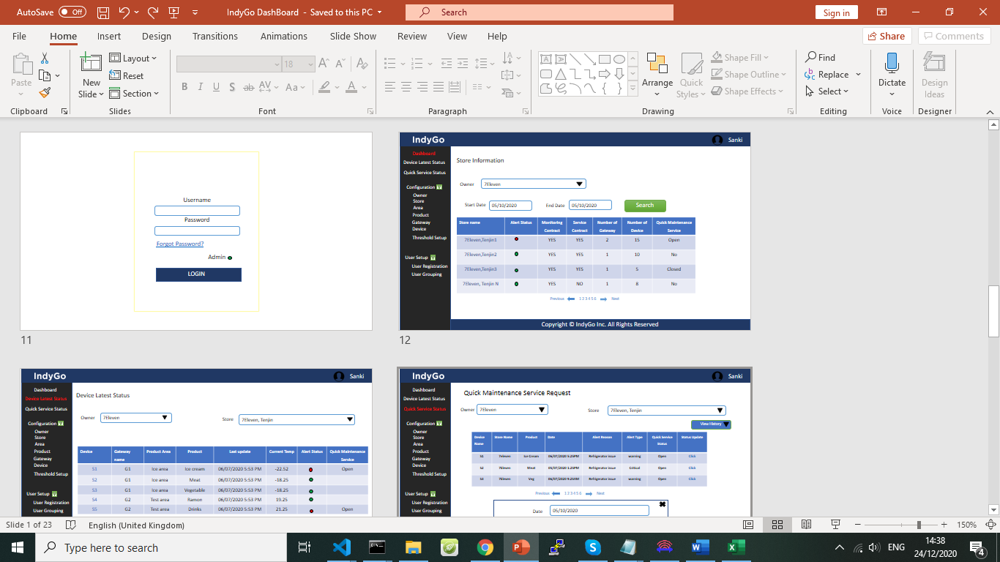 AutoSave Off IndyGo DashBoard - Saved to this PC Search Sign in
File Home Insert Design Transitions Animations Slide Show Review View Help Share Comments
Paste New Slide Layout Reset Section 18 Arrange Quick Styles Shape Fill Shape Outline Shape Effects Find Replace Select Dictate Design Ideas
B I U S ab AV Aa A
Clipboard Slides Font Paragraph Drawing Editing Voice Designer
Username
Password
Forgot Password?
Admin
LOGIN
11
IndyGo Sanki
Dashboard
Device Latest Status
Quick Service Status
Configuration
Owner
Store
Area
Product
Gateway
Device
Threshold Setup
User Setup
User Registration
User Grouping
Store Information
Owner 7Eleven
Start Date 05/10/2020 End Date 05/10/2020 Search
Store name Alert Status Monitoring Contract Service Contract Number of Gateway Number of Device Quick Maintenance Service
7Eleven,Tenjin1 YES YES 2 15 Open
7Eleven,Tenjin2 YES YES 1 10 No
7Eleven,Tenjin3 YES YES 1 5 Closed
7Eleven, Tenjin N YES NO 1 8 No
Previous 1 2 3 4 5 6 Next
Copyright © IndyGo Inc. All Rights Reserved
12
IndyGo Sanki
Dashboard
Device Latest Status
Quick Service Status
Configuration
Owner
Store
Area
Product
Gateway
Device
Threshold Setup
User Setup
User Registration
User Grouping
Device Latest Status
Owner 7Eleven Store 7Eleven, Tenjin
Device Gateway name Product Area Product Last update Current Temp Alert Status Quick Maintenance Service
S1 G1 Ice area Ice cream 06/07/2020 5:53 PM -22.52 Open
S2 G1 Ice area Meat 06/07/2020 5:53 PM -18.25
S3 G1 Ice area Vegetable 06/07/2020 5:53 PM -18.25
S4 G2 Test area Ramon 06/07/2020 5:53 PM 19.25
S5 G2 Test area Drinks 06/07/2020 5:53 PM 21.25 Open
IndyGo Sanki
Dashboard
Device Latest Status
Quick Service Status
Configuration
Owner
Store
Area
Product
Gateway
Device
Threshold Setup
User Setup
User Registration
User Grouping
Quick Maintenance Service Request
Owner 7Eleven Store 7Eleven, Tenjin
View History
Device Name Store Name Product Date Alert Reason Alert Type Quick Service Status Status Update
S1 7eleven Ice Cream 06/07/2020 5:25PM Refrigerator issue warning Open Click
S2 7Eleven Meat 05/07/2020 1:25PM Refrigerator issue Critical Open Click
S3 7Eleven Veg 06/07/2020 9:25AM Refrigerator issue warning Open Click
Previous 1 2 3 4 5 6 Next
Date 05/10/2020
Slide 1 of 23 English (United Kingdom) 150%
Type here to search ENG 14:38
24/12/2020 4